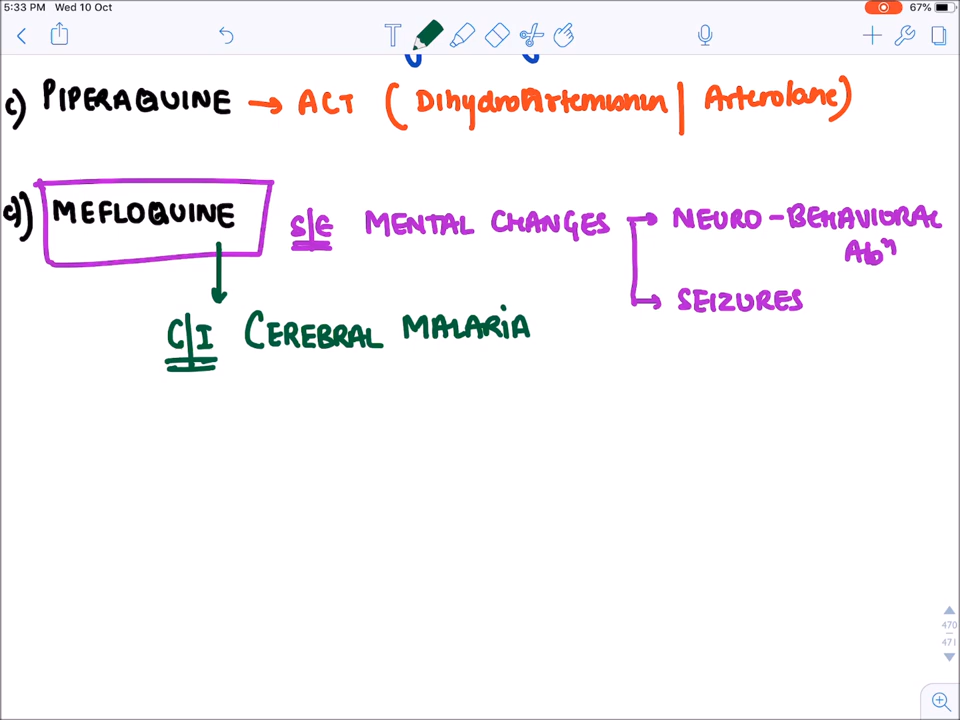 5:33 PM Wed 10 Oct
67%
c) PIPERAQUINE → ACT (DihydroArtemisinin | Arterolane)
d) MEFLOQUINE S/E MENTAL CHANGES → NEURO-BEHAVIORAL
Abn
→ SEIZURES
C/I CEREBRAL MALARIA
470
471